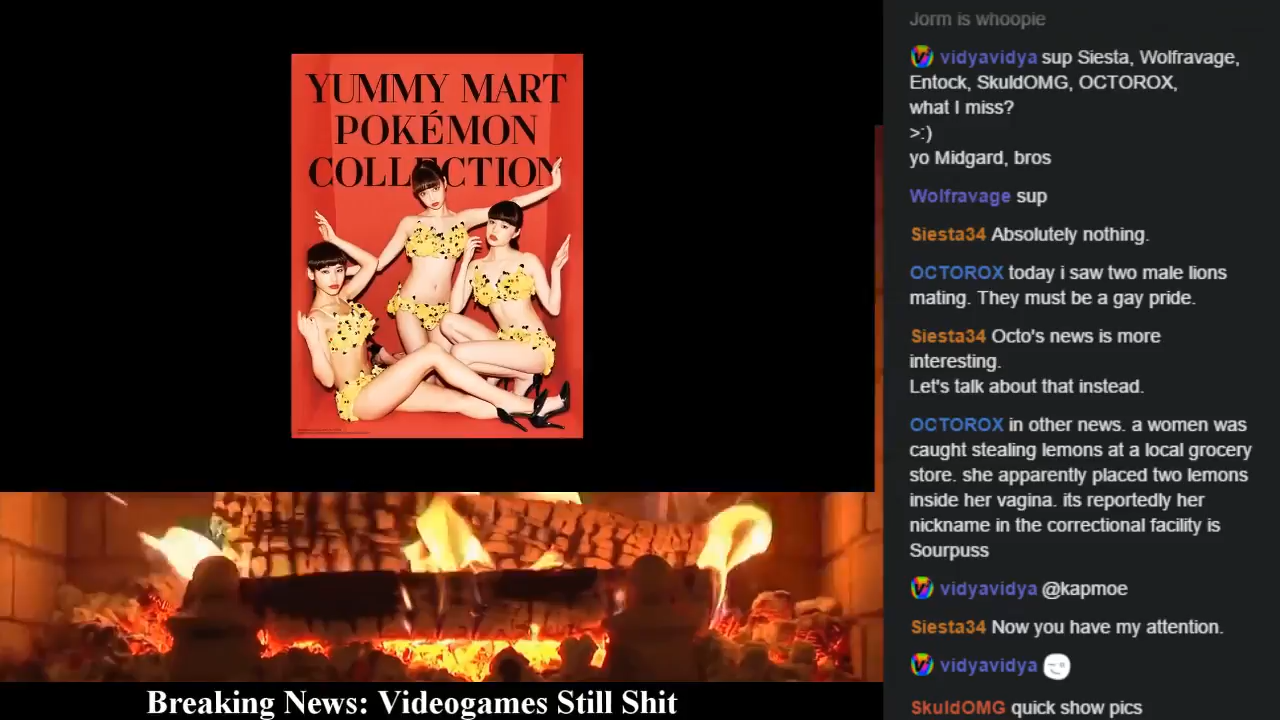 YUMMY MART
POKÉMON
COLLECTION
Breaking News: Videogames Still Shit
Jorm is whoopie
vidyavidya sup Siesta, Wolfravage,
Entock, SkuldOMG, OCTOROX,
what I miss?
>:)
yo Midgard, bros
Wolfravage sup
Siesta34 Absolutely nothing.
OCTOROX today i saw two male lions
mating. They must be a gay pride.
Siesta34 Octo's news is more
interesting.
Let's talk about that instead.
OCTOROX in other news. a women was
caught stealing lemons at a local grocery
store. she apparently placed two lemons
inside her vagina. its reportedly her
nickname in the correctional facility is
Sourpuss
vidyavidya @kapmoe
Siesta34 Now you have my attention.
vidyavidya
SkuldOMG quick show pics